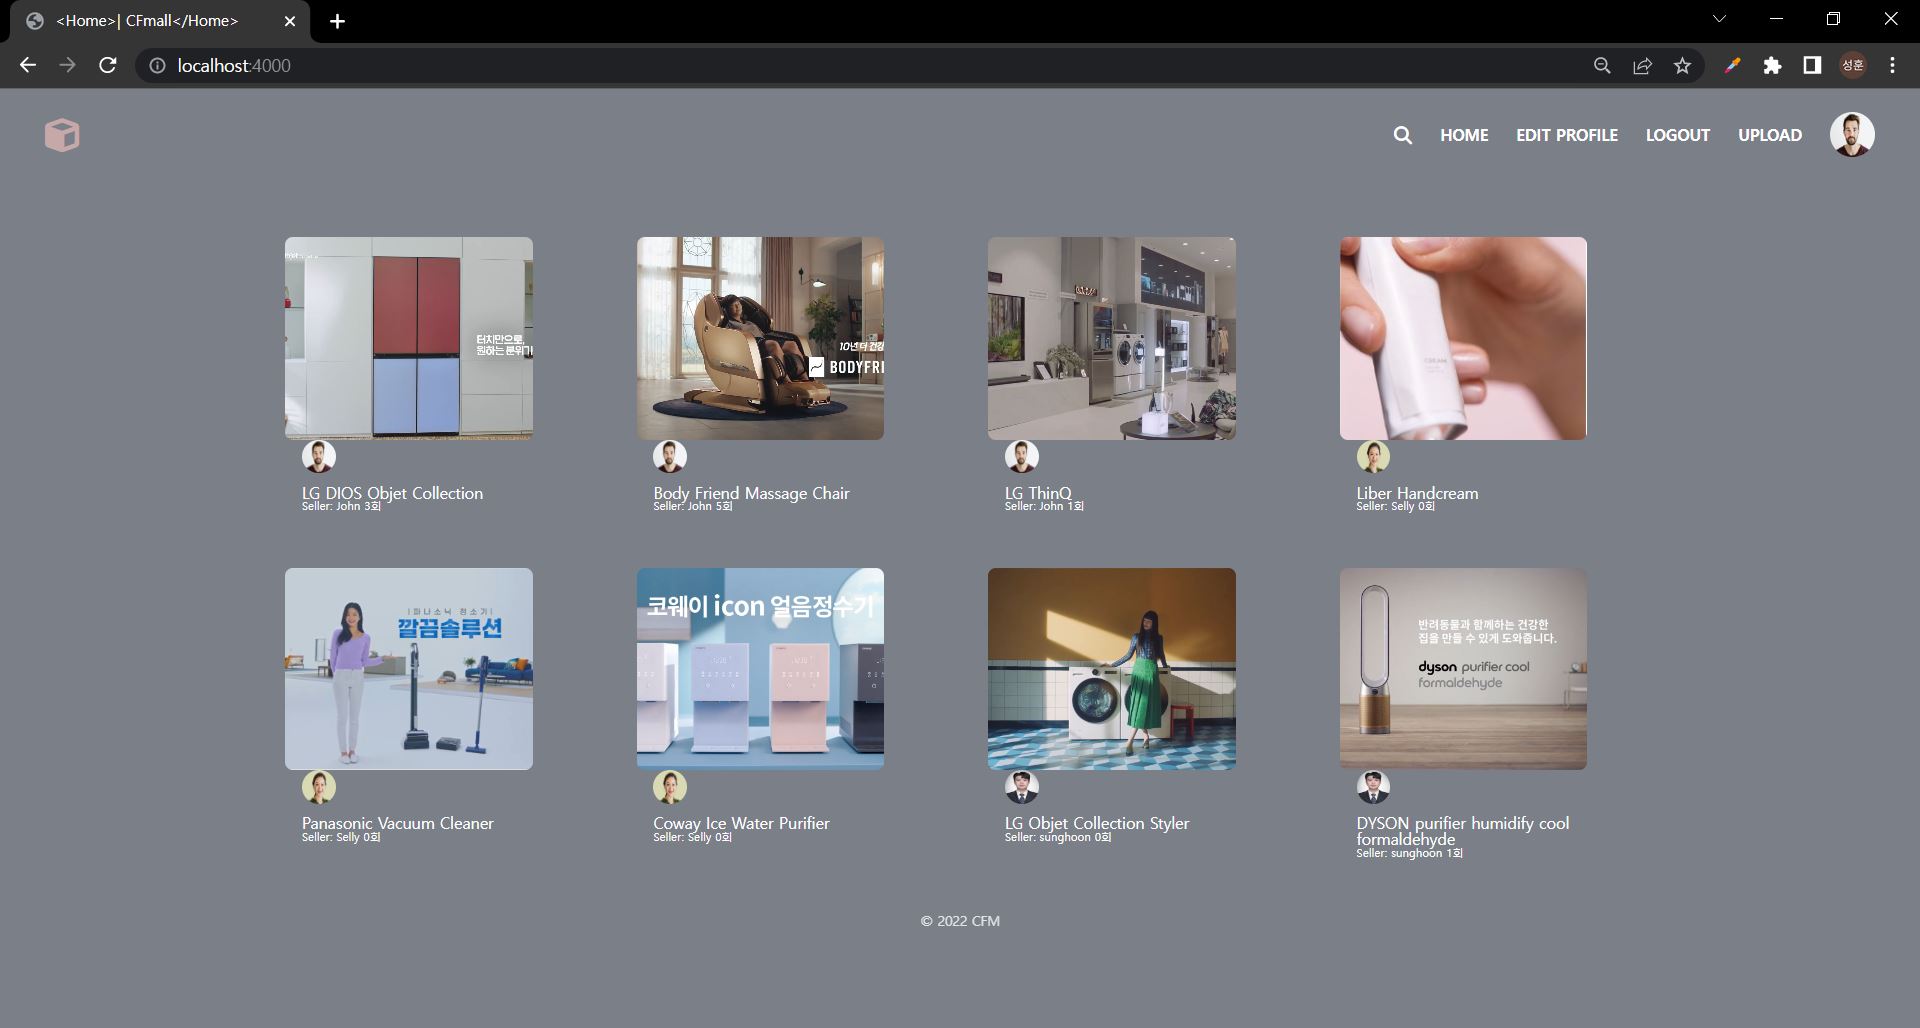 <Home>| CFmall</Home>
localhost:4000
성훈
HOME EDIT PROFILE LOGOUT UPLOAD
터치만으로,
원하는 분위기
10년 더 건강
BODYFRI
CREAM
LG DIOS Objet Collection
Seller: John 3회
Body Friend Massage Chair
Seller: John 5회
LG ThinQ
Seller: John 1회
Liber Handcream
Seller: Selly 0회
파나소닉 청소기
깔끔솔루션
코웨이 icon 얼음정수기
반려동물과 함께하는 건강한
집을 만들 수 있게 도와줍니다.
dyson purifier cool
formaldehyde
Panasonic Vacuum Cleaner
Seller: Selly 0회
Coway Ice Water Purifier
Seller: Selly 0회
LG Objet Collection Styler
Seller: sunghoon 0회
DYSON purifier humidify cool
formaldehyde
Seller: sunghoon 1회
© 2022 CFM